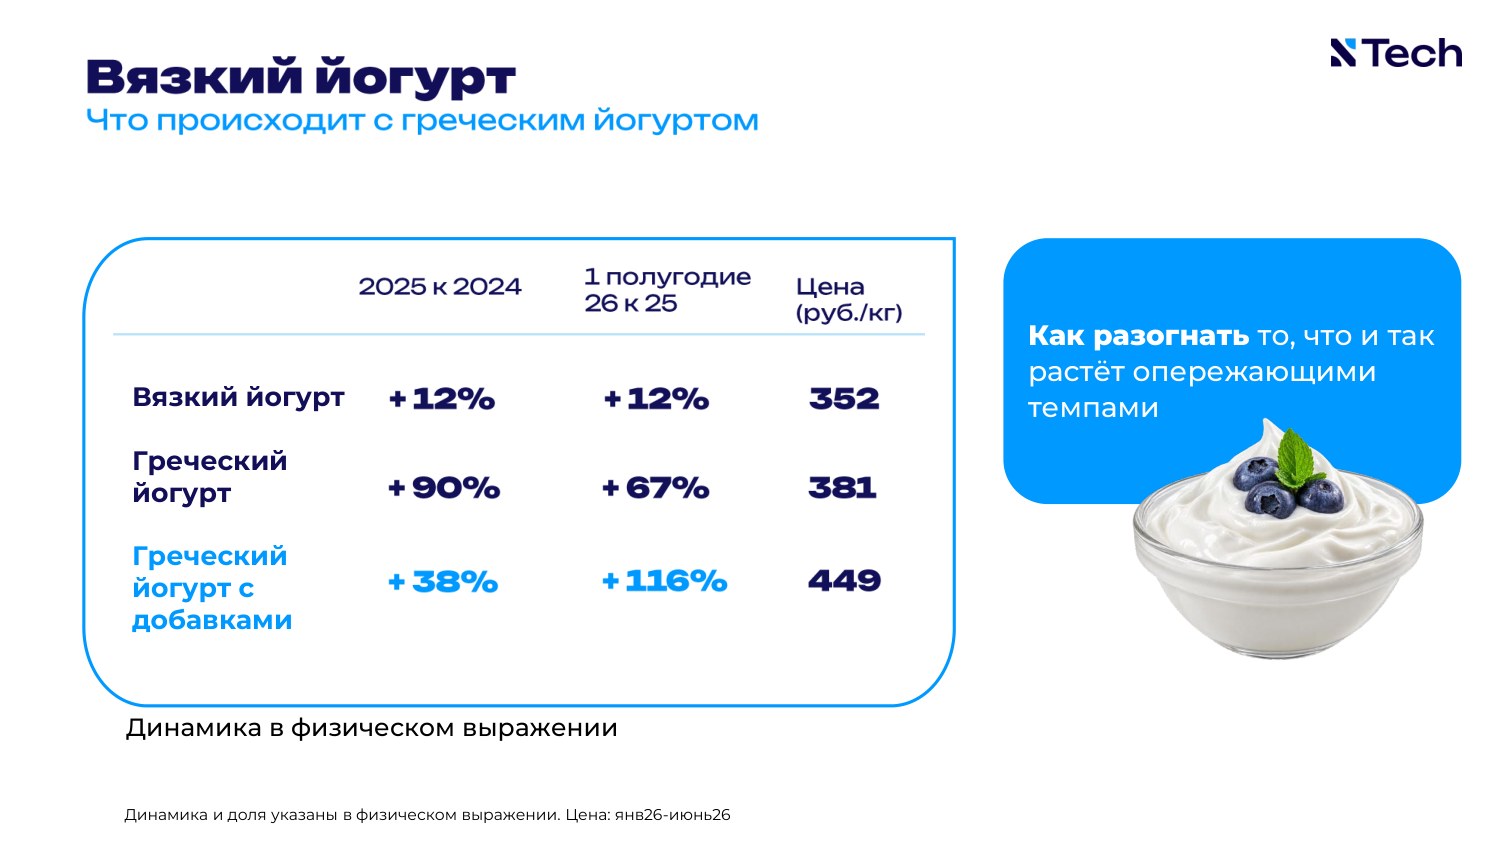 Tech
Вязкий йогурт
Что происходит с греческим йогуртом
2025 к 2024
1 полугодие
26 к 25
Цена
(руб./кг)
Вязкий йогурт + 12% + 12% 352
Греческий
йогурт
+ 90% + 67% 381
Греческий
йогурт с
добавками
+ 38% + 116% 449
Как разогнать то, что и так
растёт опережающими
темпами
Динамика в физическом выражении
Динамика и доля указаны в физическом выражении. Цена: янв26-июнь26